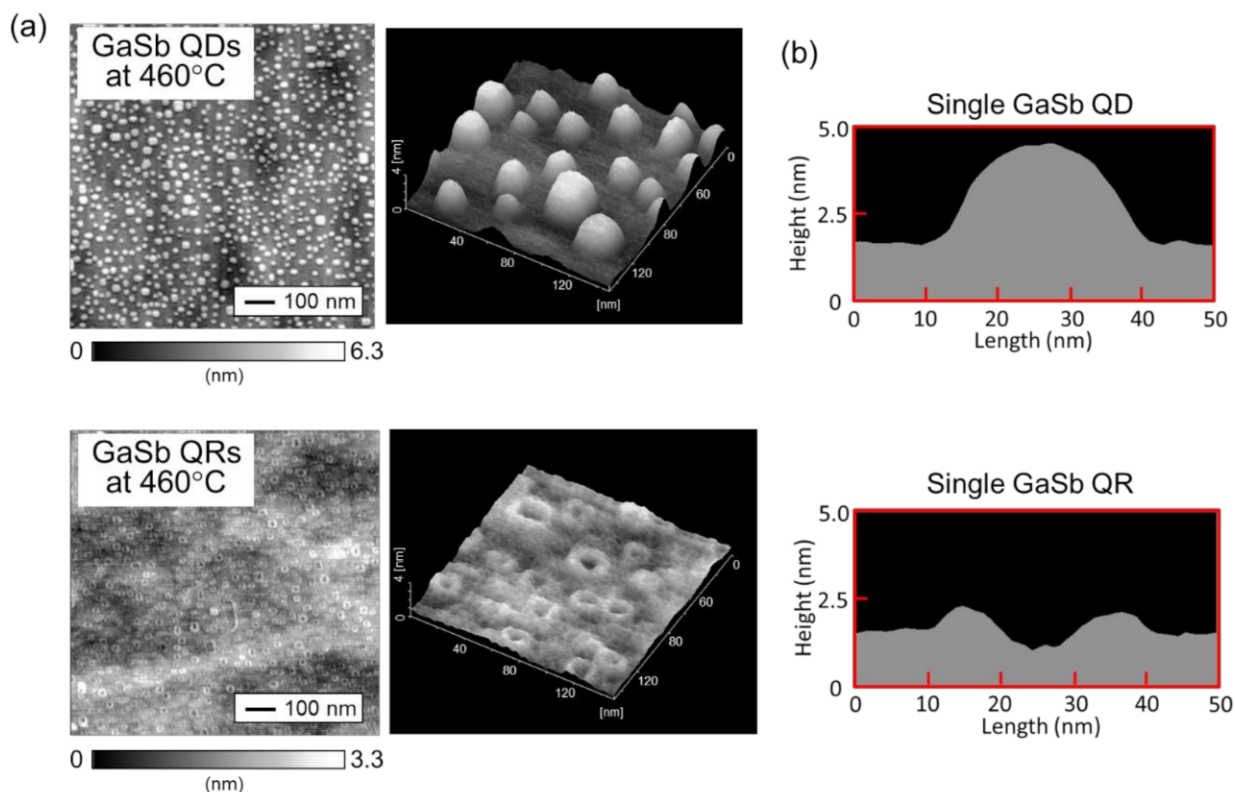 (a)
GaSb QDs
at 460°C
100 nm
0
6.3
(nm)
4 [nm]
0
40
80
120
[nm]
120
80
60
0
(b)
Single GaSb QD
Height (nm)
5.0
2.5
0
0 10 20 30 40 50
Length (nm)
GaSb QRs
at 460°C
100 nm
0
3.3
(nm)
4 [nm]
0
40
80
120
[nm]
120
80
60
0
Single GaSb QR
Height (nm)
5.0
2.5
0
0 10 20 30 40 50
Length (nm)